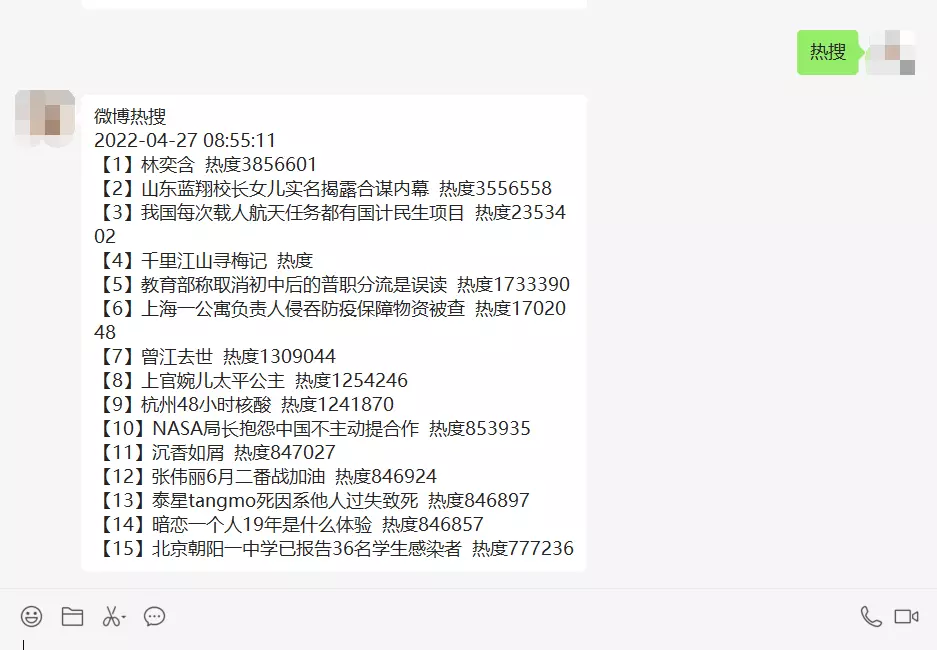 热搜
微博热搜
2022-04-27 08:55:11
【1】林奕含 热度3856601
【2】山东蓝翔校长女儿实名揭露合谋内幕 热度3556558
【3】我国每次载人航天任务都有国计民生项目 热度23534
02
【4】千里江山寻梅记 热度
【5】教育部称取消初中后的普职分流是误读 热度1733390
【6】上海一公寓负责人侵吞防疫保障物资被查 热度17020
48
【7】曾江去世 热度1309044
【8】上官婉儿太平公主 热度1254246
【9】杭州48小时核酸 热度1241870
【10】NASA局长抱怨中国不主动提合作 热度853935
【11】沉香如屑 热度847027
【12】张伟丽6月二番战加油 热度846924
【13】泰星tangmo死因系他人过失致死 热度846897
【14】暗恋一个人19年是什么体验 热度846857
【15】北京朝阳一中学已报告36名学生感染者 热度777236